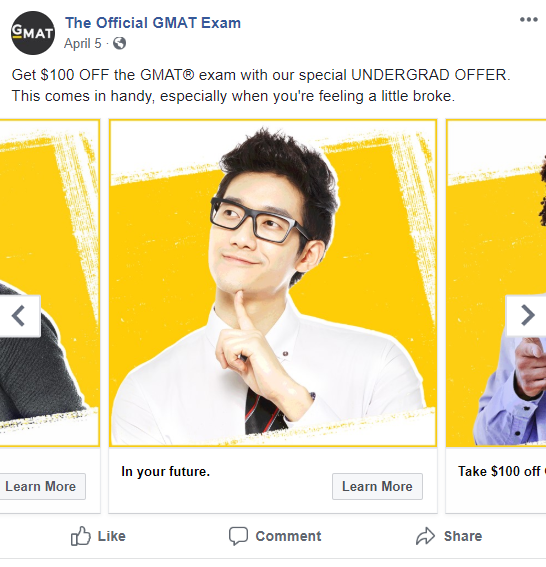 GMAT
The Official GMAT Exam
April 5 ·
Get $100 OFF the GMAT® exam with our special UNDERGRAD OFFER.
This comes in handy, especially when you're feeling a little broke.
In your future.
Take $100 off
Learn More
Learn More
Like
Comment
Share